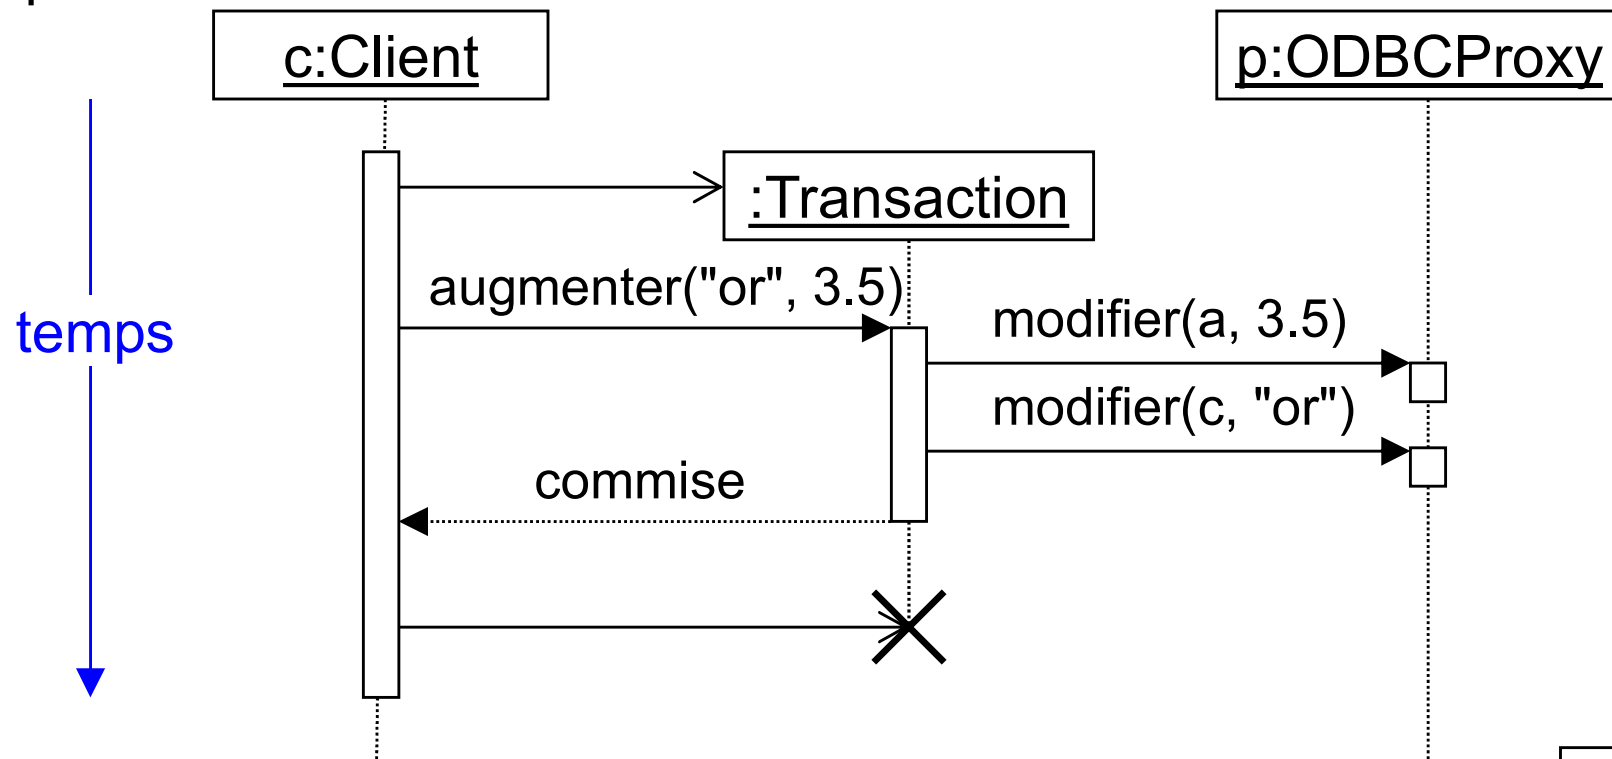 c:Client
p:ODBCProxy
:Transaction
augmenter("or", 3.5)
modifier(a, 3.5)
temps
modifier(c, "or")
commise